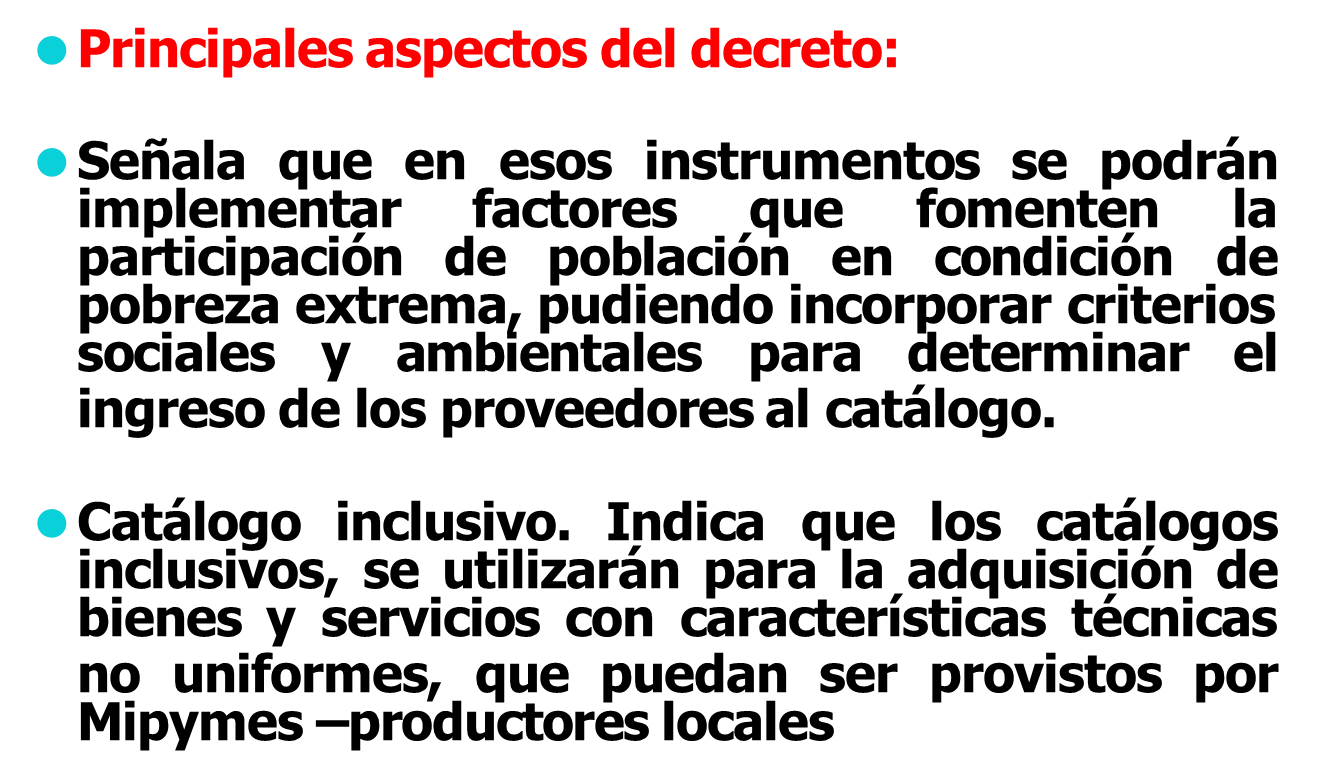 Principales aspectos del decreto:
Señala que en esos instrumentos se podrán
implementar factores que fomenten la
participación de población en condición de
pobreza extrema, pudiendo incorporar criterios
sociales y ambientales para determinar el
ingreso de los proveedores al catálogo.
Catálogo inclusivo. Indica que los catálogos
inclusivos, se utilizarán para la adquisición de
bienes y servicios con características técnicas
no uniformes, que puedan ser provistos por
Mipymes –productores locales